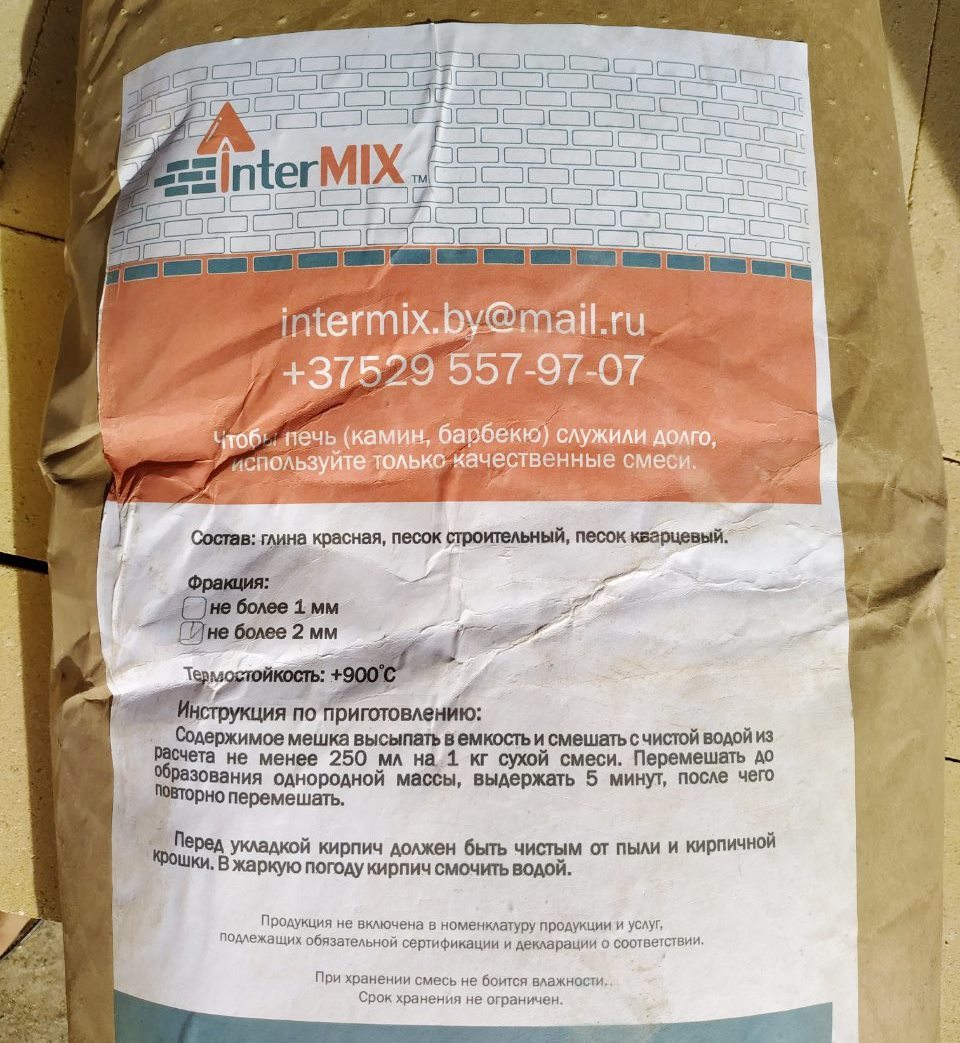 interMIX ™
intermix.by@mail.ru
+37529 557-97-07
Чтобы печь (камин, барбекю) служили долго,
используйте только качественные смеси.
Состав: глина красная, песок строительный, песок кварцевый.
Фракция:
не более 1 мм
не более 2 мм
Термостойкость: +900°С
Инструкция по приготовлению:
Содержимое мешка высыпать в емкость и смешать с чистой водой из
расчета не менее 250 мл на 1 кг сухой смеси. Перемешать до
образования однородной массы, выдержать 5 минут, после чего
повторно перемешать.
Перед укладкой кирпич должен быть чистым от пыли и кирпичной
крошки. В жаркую погоду кирпич смочить водой.
Продукция не включена в номенклатуру продукции и услуг,
подлежащих обязательной сертификации и декларации о соответствии.
При хранении смесь не боится влажности..
Срок хранения не ограничен.